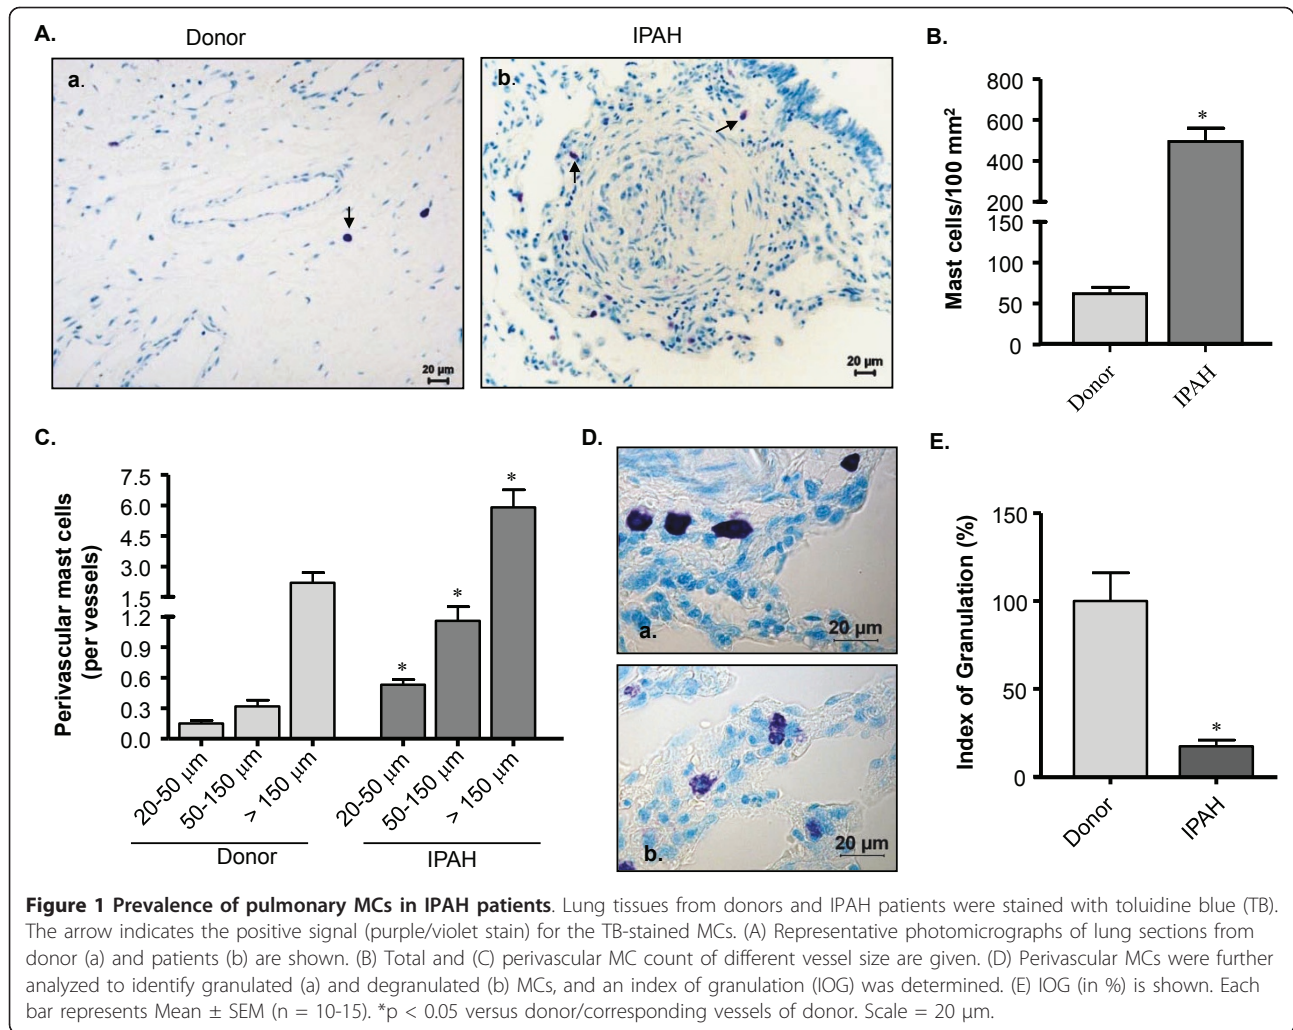 A.
Donor
IPAH
a.
20 µm
b.
20 µm
B.
Mast cells/100 mm²
800
600
400
200
150
100
50
0
Donor
IPAH
C.
Perivascular mast cells
(per vessels)
7.5
6.0
4.5
3.0
1.5
1.2
0.9
0.6
0.3
0.0
*
*
*
20-50 µm
50-150 µm
> 150 µm
20-50 µm
50-150 µm
> 150 µm
Donor
IPAH
D.
a.
20 µm
b.
20 µm
E.
Index of Granulation (%)
150
100
50
0
*
Donor
IPAH
*
Figure 1 Prevalence of pulmonary MCs in IPAH patients. Lung tissues from donors and IPAH patients were stained with toluidine blue (TB).
The arrow indicates the positive signal (purple/violet stain) for the TB-stained MCs. (A) Representative photomicrographs of lung sections from
donor (a) and patients (b) are shown. (B) Total and (C) perivascular MC count of different vessel size are given. (D) Perivascular MCs were further
analyzed to identify granulated (a) and degranulated (b) MCs, and an index of granulation (IOG) was determined. (E) IOG (in %) is shown. Each
bar represents Mean ± SEM (n = 10-15). *p < 0.05 versus donor/corresponding vessels of donor. Scale = 20 µm.